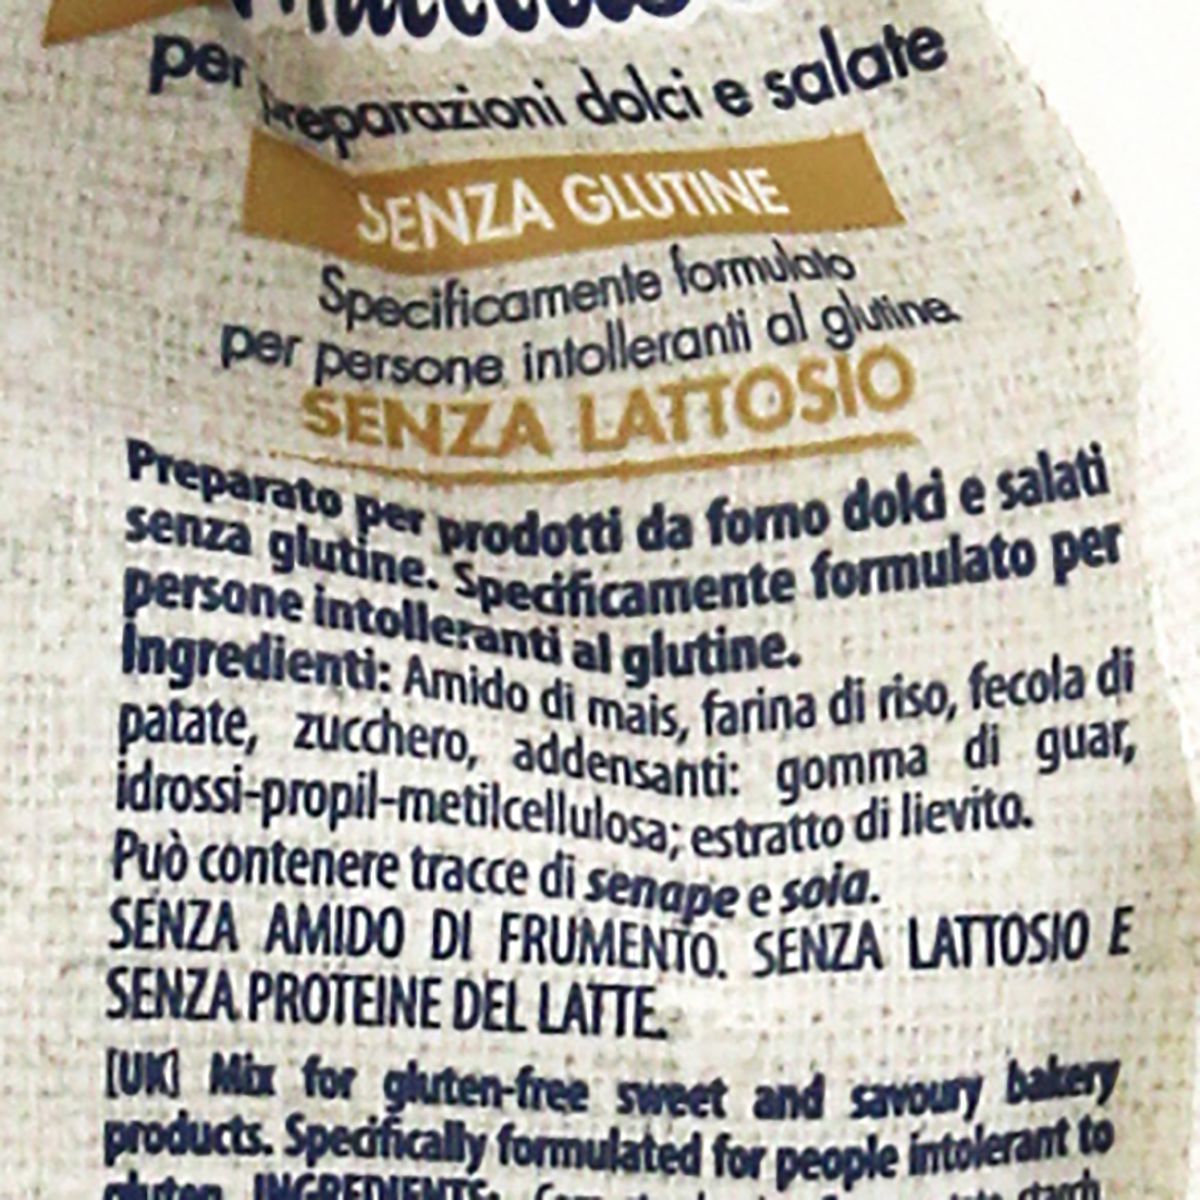 per preparazioni dolci e salate
SENZA GLUTINE
Specificamente formulato
per persone intolleranti al glutine.
SENZA LATTOSIO
Preparato per prodotti da forno dolci e salati
senza glutine. Specificamente formulato per
persone intolleranti al glutine.
Ingredienti: Amido di mais, farina di riso, fecola di
patate, zucchero, addensanti: gomma di guar,
idrossi-propil-metilcellulosa; estratto di lievito.
Può contenere tracce di senape e soia.
SENZA AMIDO DI FRUMENTO. SENZA LATTOSIO E
SENZA PROTEINE DEL LATTE.
[UK] Mix for gluten-free sweet and savoury bakery
products. Specifically formulated for people intolerant to
gluten. INGREDIENTS: